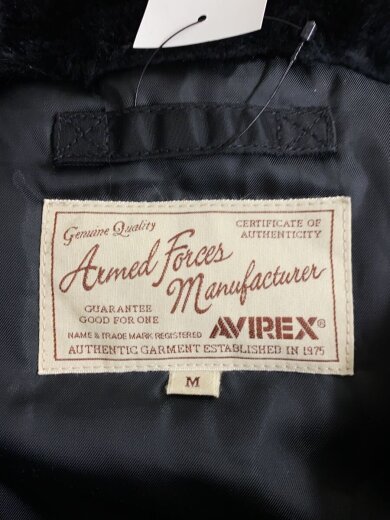 Genuine Quality
CERTIFICATE OF
AUTHENTICITY
Armed Forces
Manufacturer
GUARANTEE
GOOD FOR ONE
NAME & TRADE MARK REGISTERED
AVIREX®
AUTHENTIC GARMENT ESTABLISHED IN 1975
M